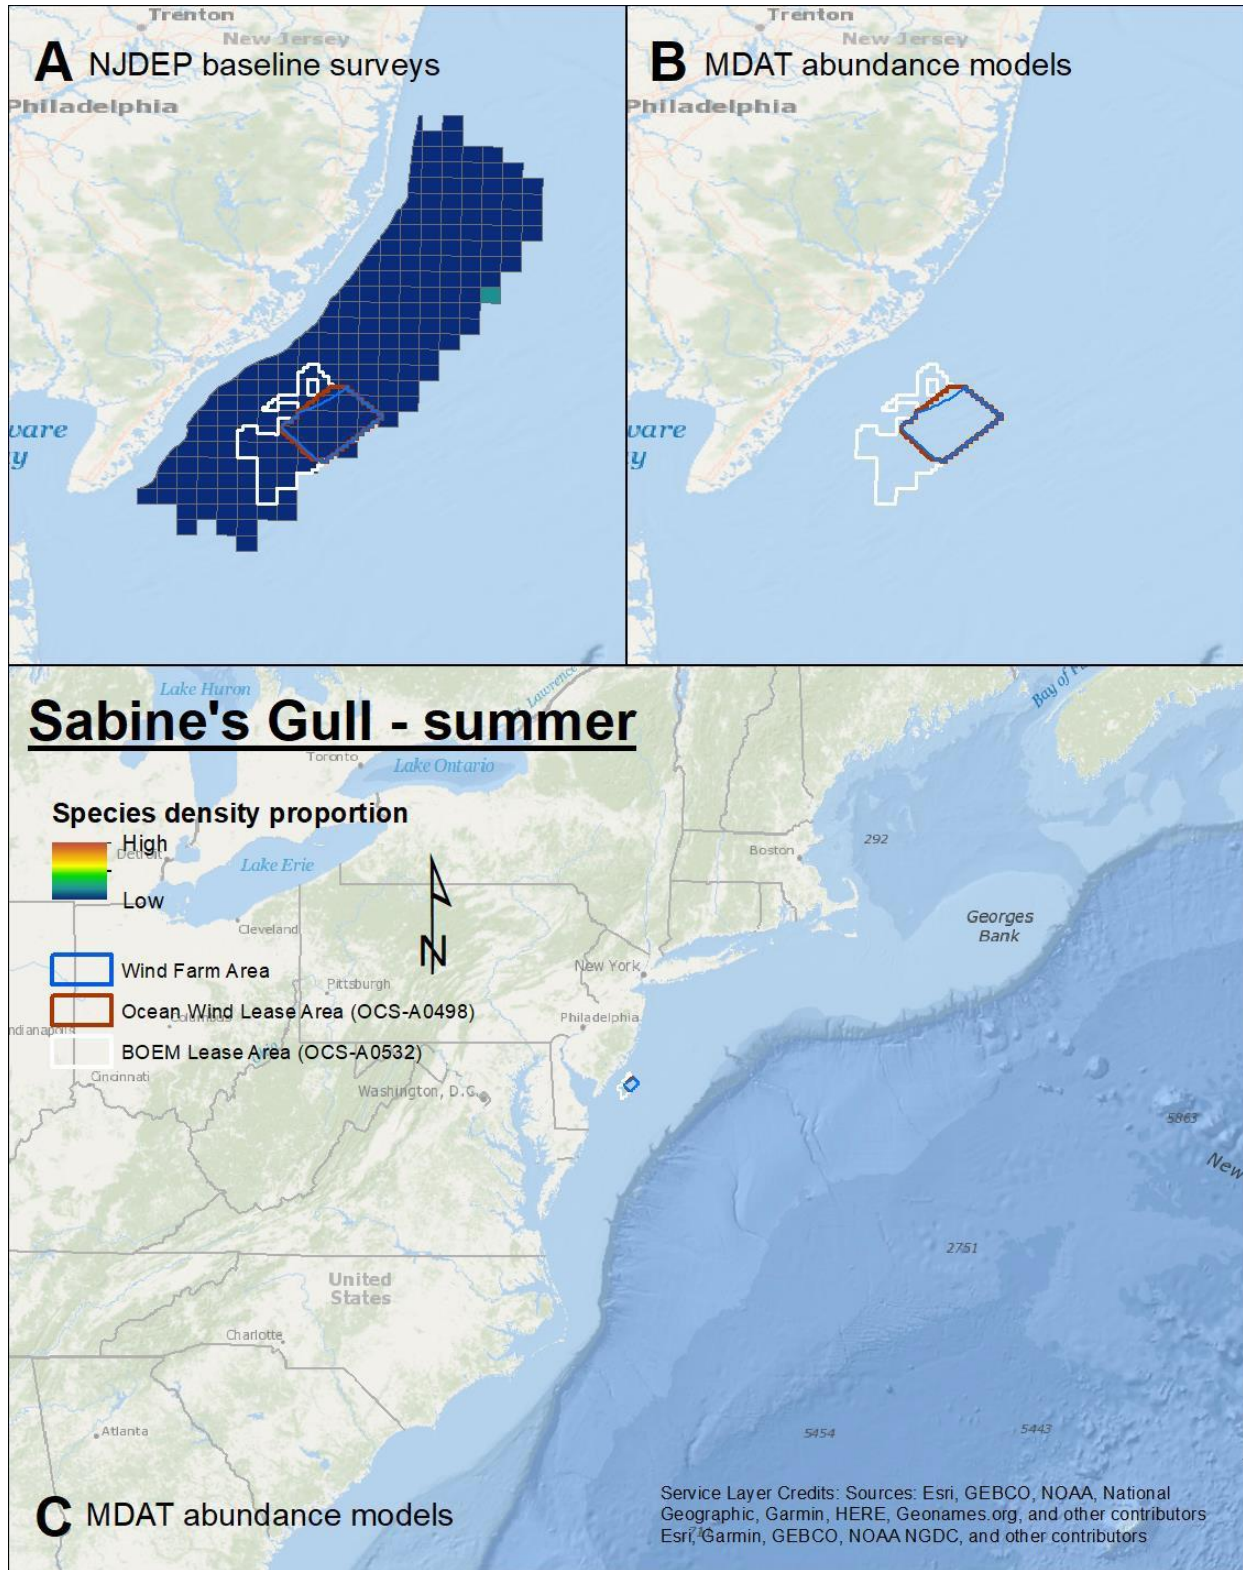 Trenton
New Jersey
A NJDEP baseline surveys
Philadelphia
ware
y
Trenton
New Jersey
B MDAT abundance models
Philadelphia
ware
y
Lake Huron
Lawrence
Bay of
Sabine's Gull - summer
Toronto
Lake Ontario
Species density proportion
High
Detroit
Low
Lake Erie
292
Boston
Georges
Bank
Cleveland
N
Wind Farm Area
New York
Pittsburgh
Ocean Wind Lease Area (OCS-A0498)
Columbus
Philadelphia
ndianapolis
BOEM Lease Area (OCS-A0532)
Cincinnati
Washington, D.C.
5863
New
2751
United
States
Charlotte
Atlanta
5454
5443
C MDAT abundance models
Service Layer Credits: Sources: Esri, GEBCO, NOAA, National
Geographic, Garmin, HERE, Geonames.org, and other contributors
Esri, Garmin, GEBCO, NOAA NGDC, and other contributors